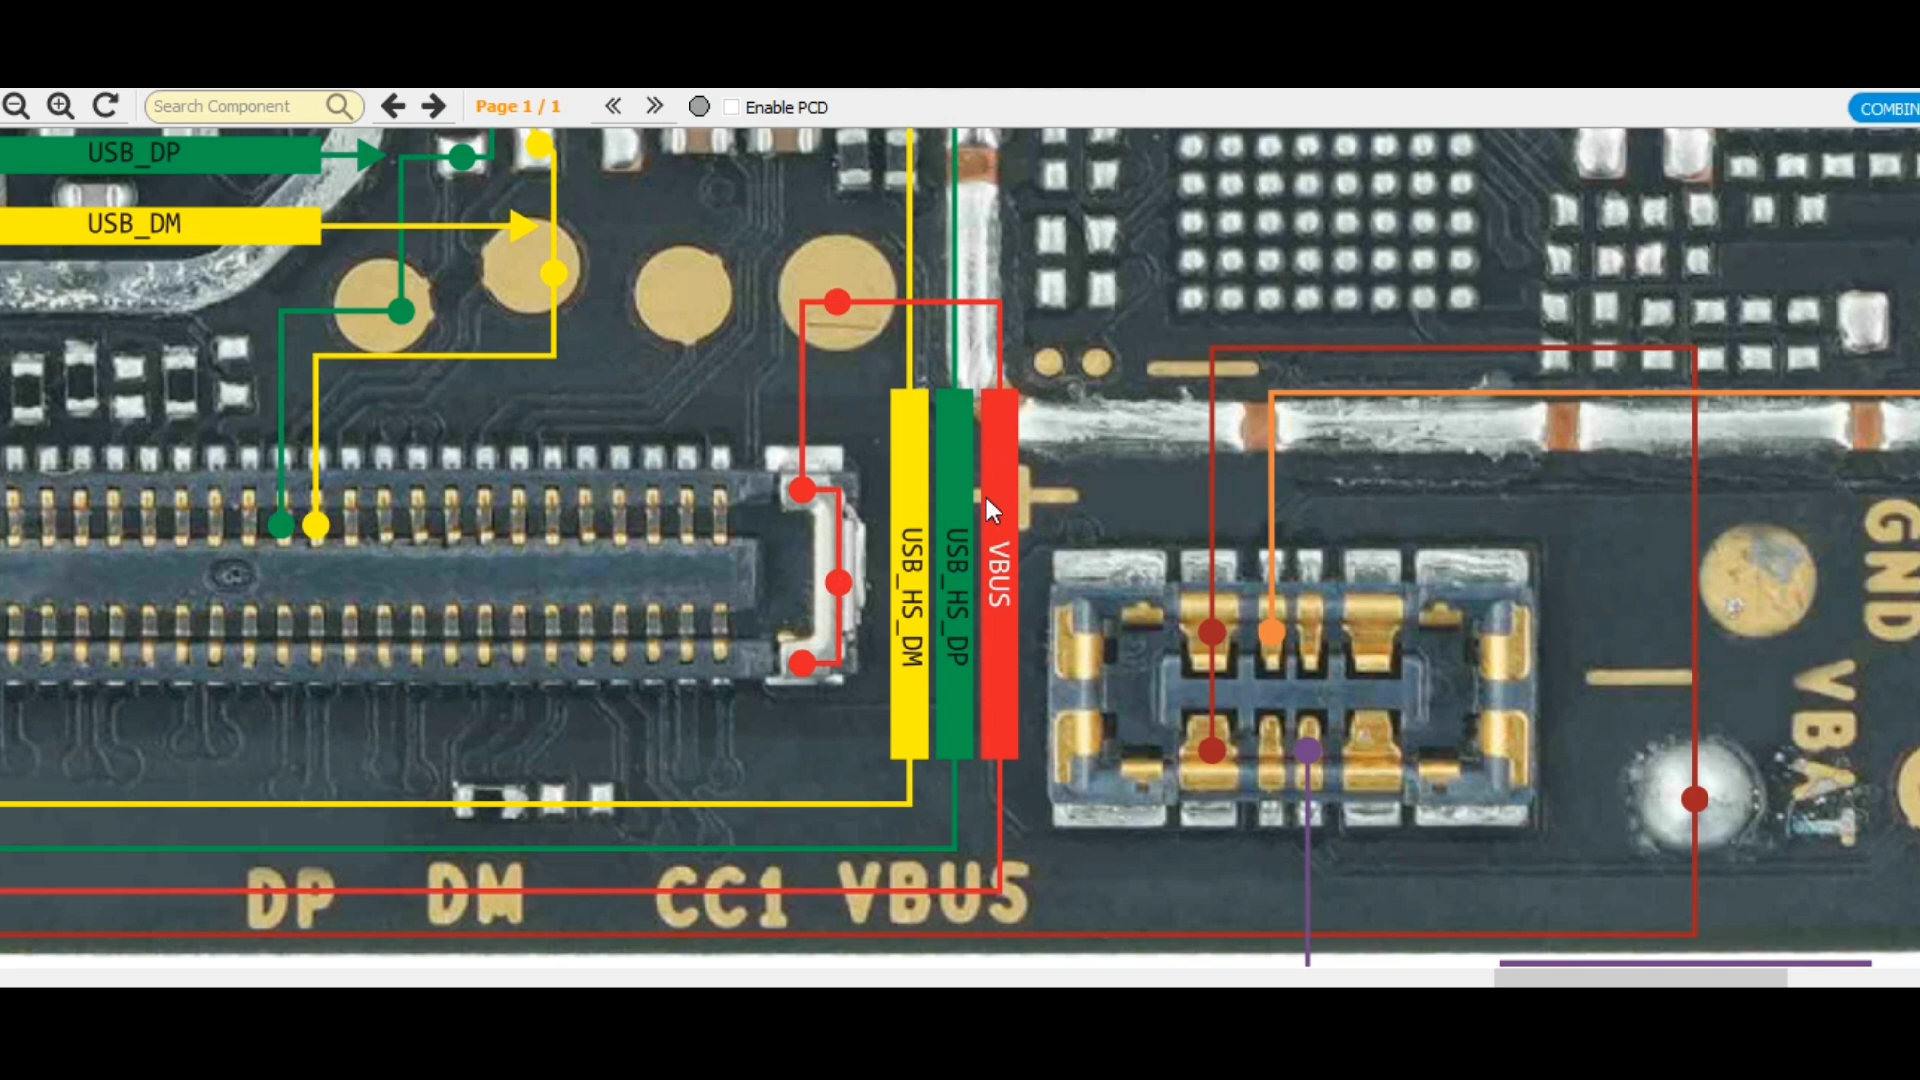 Search Component
Page 1 / 1
Enable PCD
COMBIN
USB_DP
USB_DM
USB_HS_DM
USB_HS_DP
VBUS
GND
VBAT
DP DM CC1 VBUS